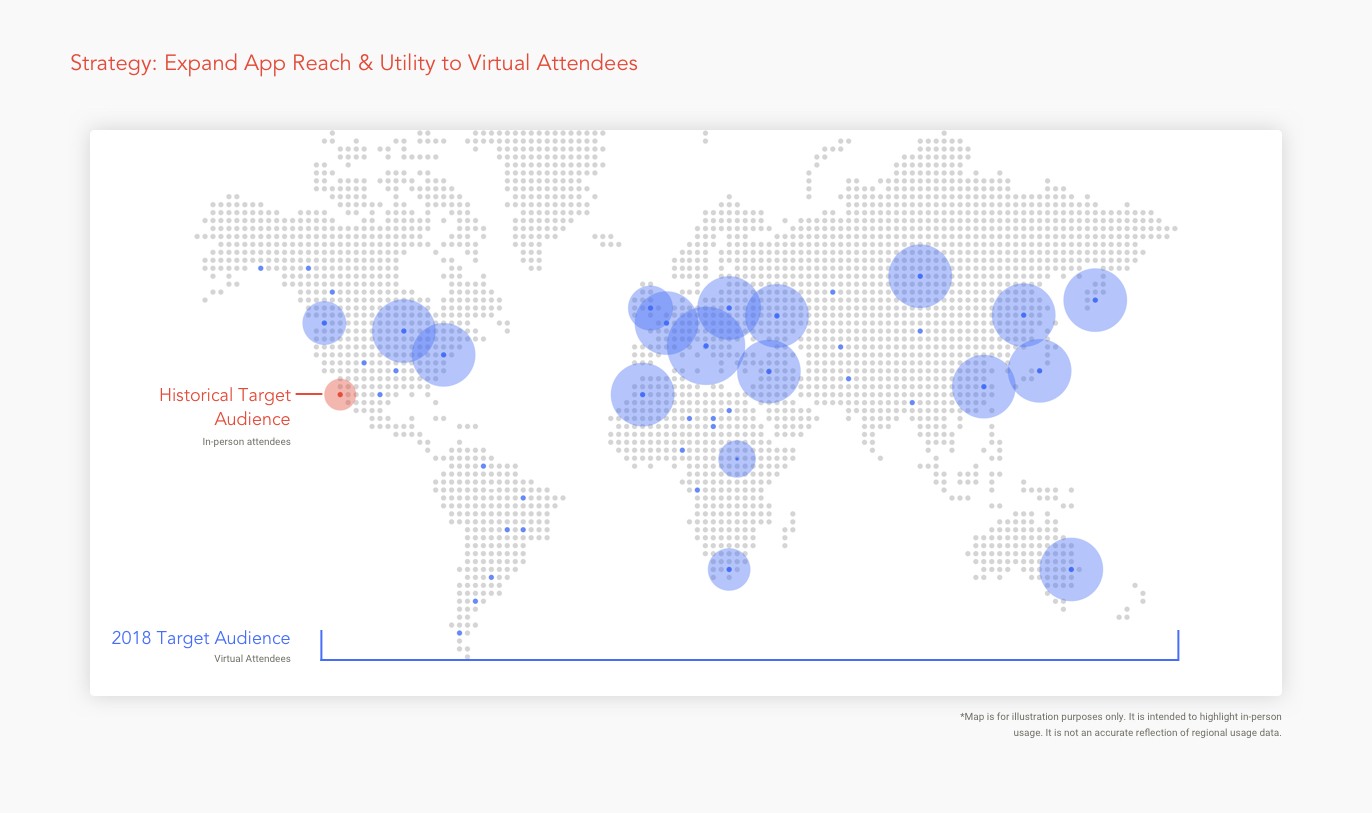 Strategy: Expand App Reach & Utility to Virtual Attendees
Historical Target
Audience
In-person attendees
2018 Target Audience
Virtual Attendees
*Map is for illustration purposes only. It is intended to highlight in-person
usage. It is not an accurate reflection of regional usage data.